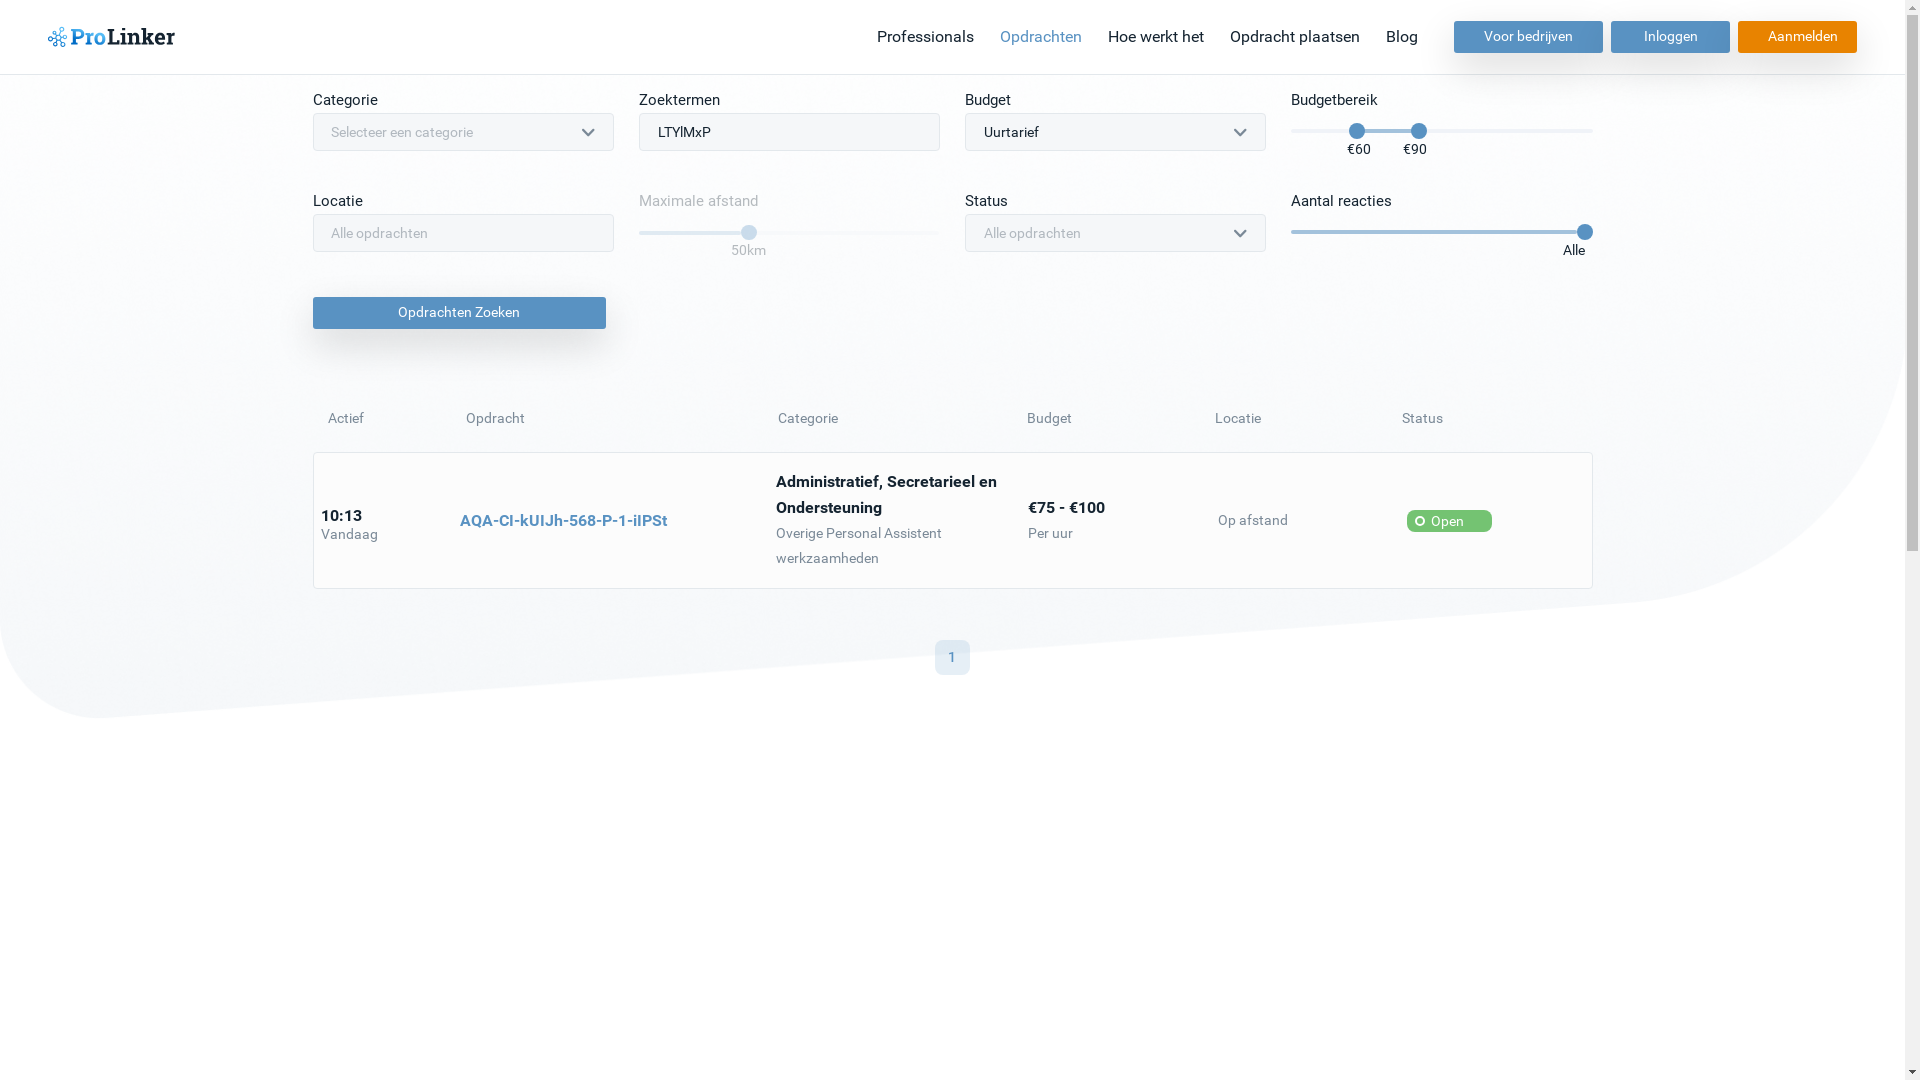 ProLinker
Professionals Opdrachten Hoe werkt het Opdracht plaatsen Blog Voor bedrijven Inloggen Aanmelden
Categorie Zoektermen Budget Budgetbereik
Selecteer een categorie LTYlMxP Uurtarief
€60 €90
Locatie Maximale afstand Status Aantal reacties
Alle opdrachten Alle opdrachten
50km Alle
Opdrachten Zoeken
Actief Opdracht Categorie Budget Locatie Status
10:13
Vandaag
AQA-CI-kUIJh-568-P-1-iIPSt
Administratief, Secretarieel en
Ondersteuning
Overige Personal Assistent
werkzaamheden
€75 - €100
Per uur
Op afstand
Open
1